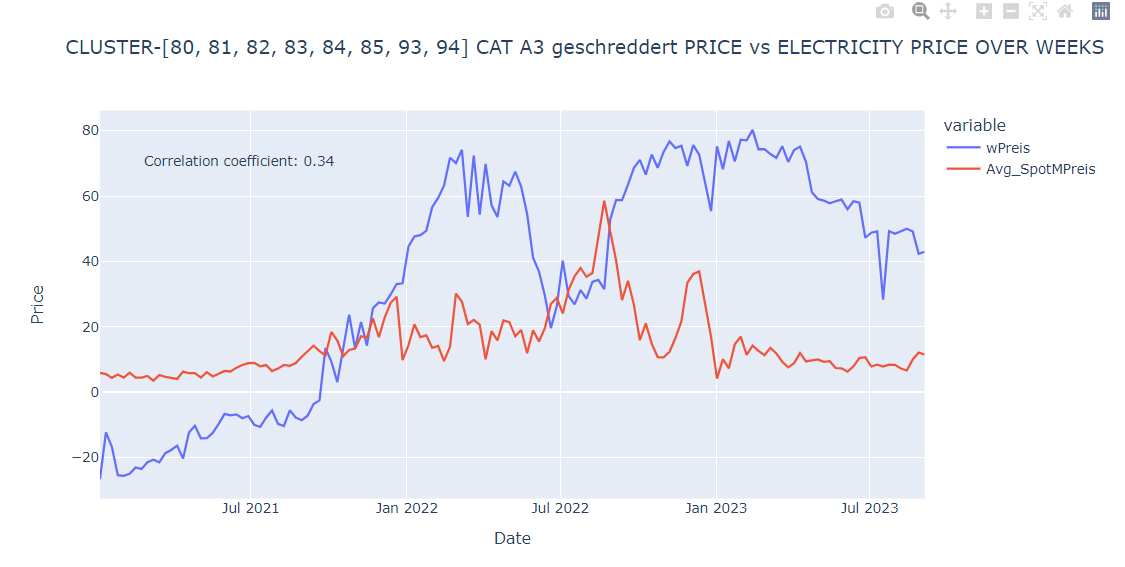 CLUSTER-[80, 81, 82, 83, 84, 85, 93, 94] CAT A3 geschreddert PRICE vs ELECTRICITY PRICE OVER WEEKS
variable
wPreis
Avg_SpotMPreis
Correlation coefficient: 0.34
Price
80
60
40
20
0
−20
Jul 2021
Jan 2022
Jul 2022
Jan 2023
Jul 2023
Date